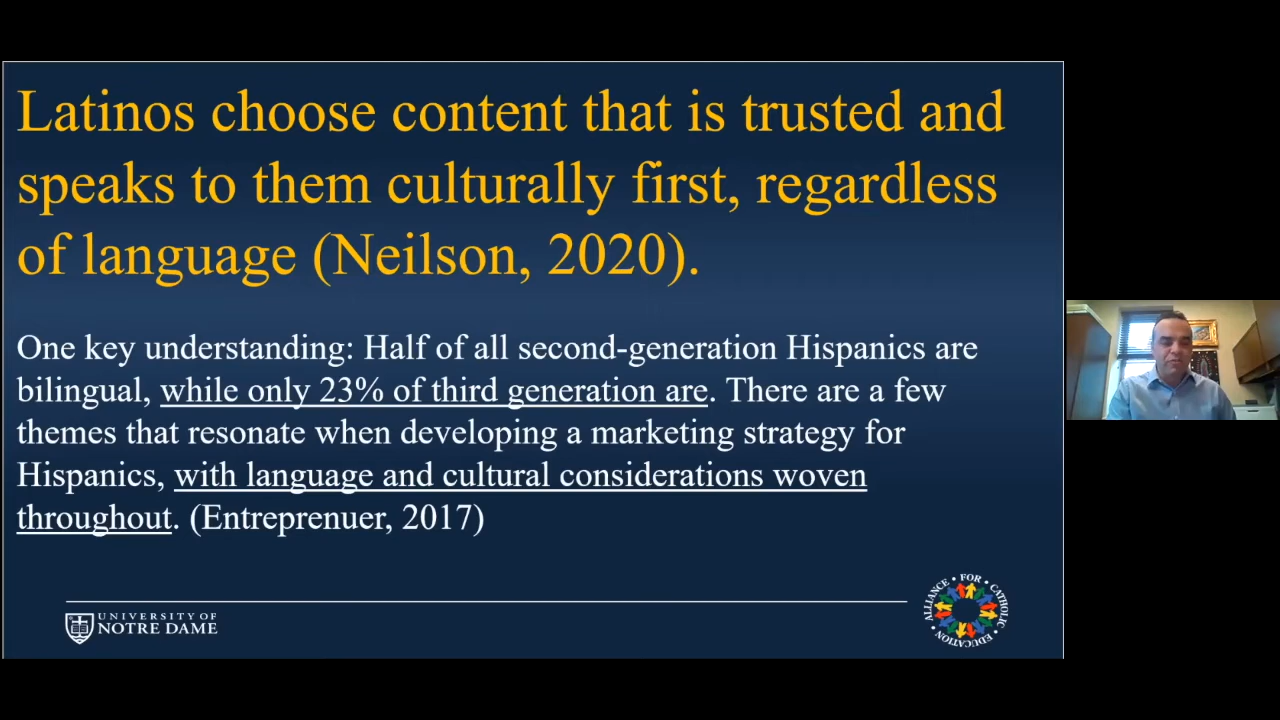 Latinos choose content that is trusted and
speaks to them culturally first, regardless
of language (Neilson, 2020).
One key understanding: Half of all second-generation Hispanics are
bilingual, while only 23% of third generation are. There are a few
themes that resonate when developing a marketing strategy for
Hispanics, with language and cultural considerations woven
throughout. (Entreprenuer, 2017)
UNIVERSITY OF
NOTRE DAME
ALLIANCE • FOR • CATHOLIC • EDUCATION •